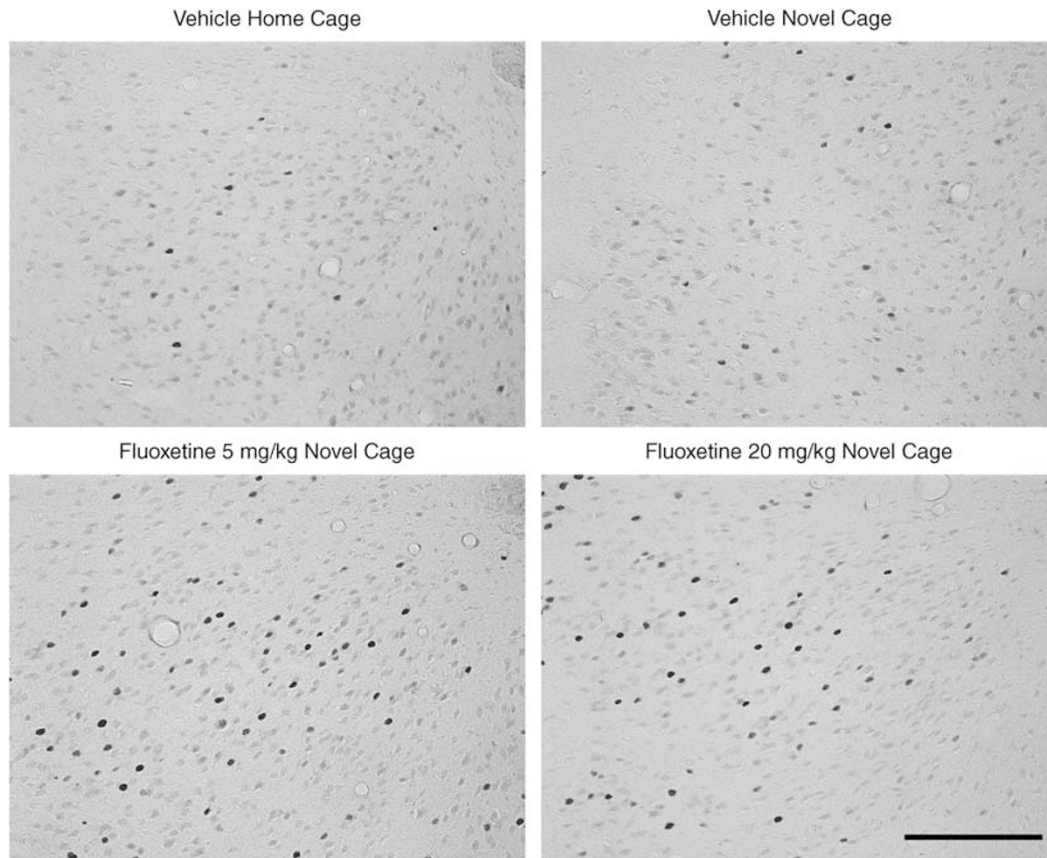 Vehicle Home Cage
Vehicle Novel Cage
Fluoxetine 5 mg/kg Novel Cage
Fluoxetine 20 mg/kg Novel Cage